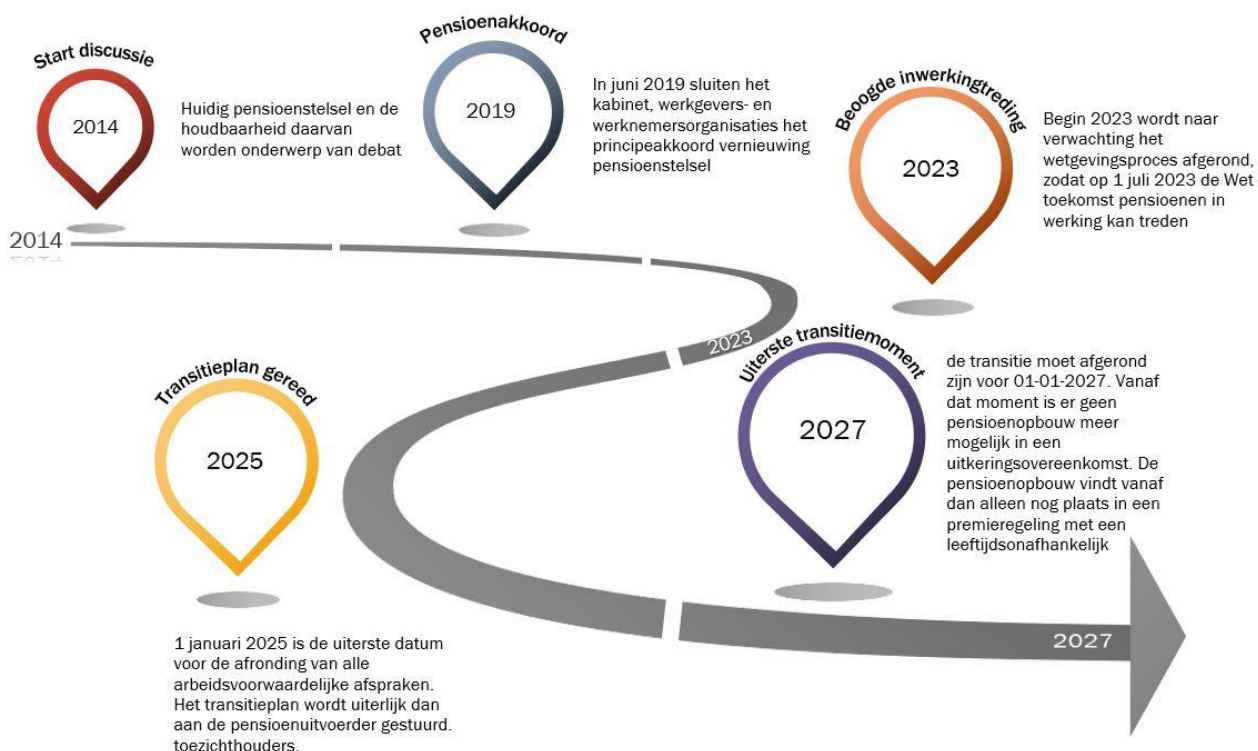 Start discussie
2014
Huidig pensioenstelsel en de
houdbaarheid daarvan
worden onderwerp van debat
Pensioenakkoord
2019
In juni 2019 sluiten het
kabinet, werkgevers- en
werknemersorganisaties het
principeakkoord vernieuwing
pensioenstelsel
Beoogde inwerkingtreding
2023
Begin 2023 wordt naar
verwachting het
wetgevingsproces afgerond,
zodat op 1 juli 2023 de Wet
toekomst pensioenen in
werking kan treden
2014
2023
Transitieplan gereed
2025
1 januari 2025 is de uiterste datum
voor de afronding van alle
arbeidsvoorwaardelijke afspraken.
Het transitieplan wordt uiterlijk dan
aan de pensioenuitvoerder gestuurd.
toezichthouders.
Uiterste transitiemoment
2027
de transitie moet afgerond
zijn voor 01-01-2027. Vanaf
dat moment is er geen
pensioenopbouw meer
mogelijk in een
uitkeringsovereenkomst. De
pensioenopbouw vindt vanaf
dan alleen nog plaats in een
premieregeling met een
leeftijdsonafhankelijk
2027